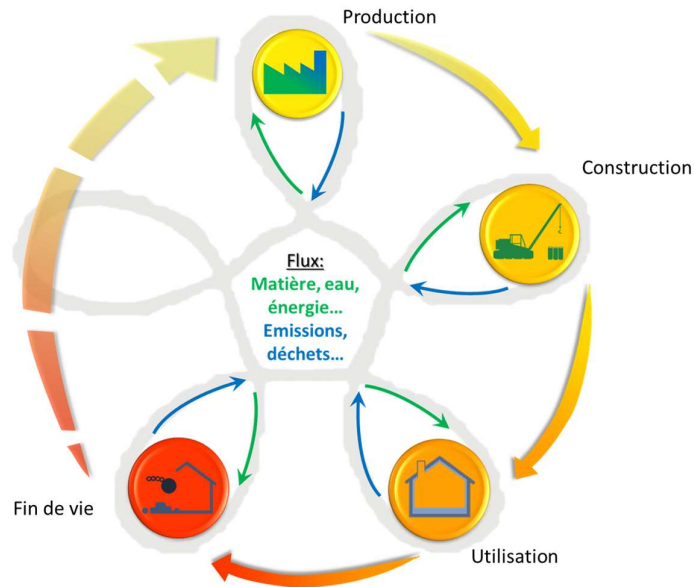 Production
Construction
Flux:
Matière, eau,
énergie...
Emissions,
déchets...
Fin de vie
Utilisation